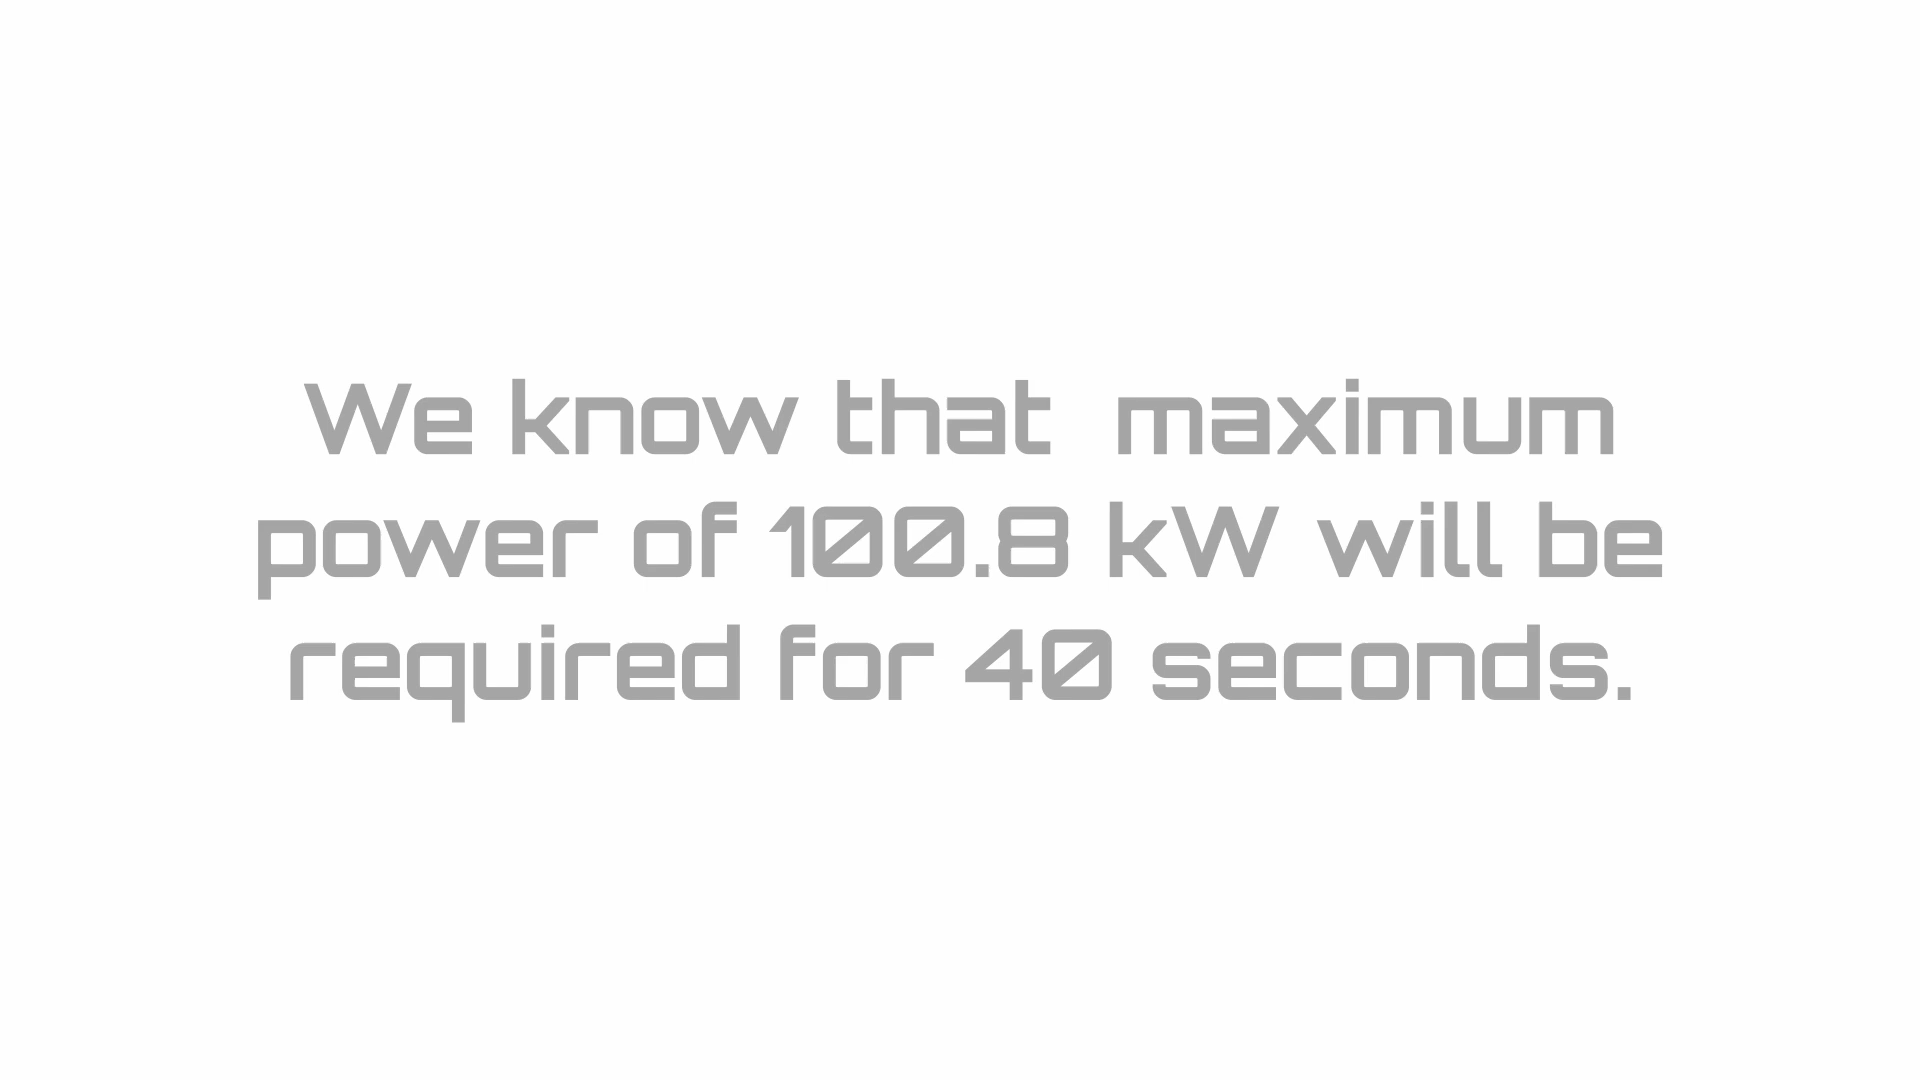 We know that  maximum
power of 100.8 kW will be
required for 40 seconds.